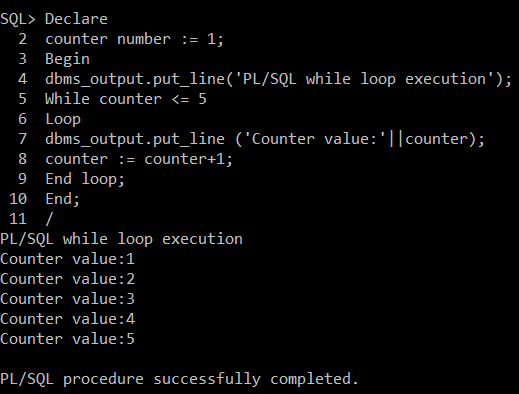 SQL> Declare
2 counter number := 1;
3 Begin
4 dbms_output.put_line('PL/SQL while loop execution');
5 While counter <= 5
6 Loop
7 dbms_output.put_line ('Counter value:'||counter);
8 counter := counter+1;
9 End loop;
10 End;
11 /
PL/SQL while loop execution
Counter value:1
Counter value:2
Counter value:3
Counter value:4
Counter value:5
PL/SQL procedure successfully completed.